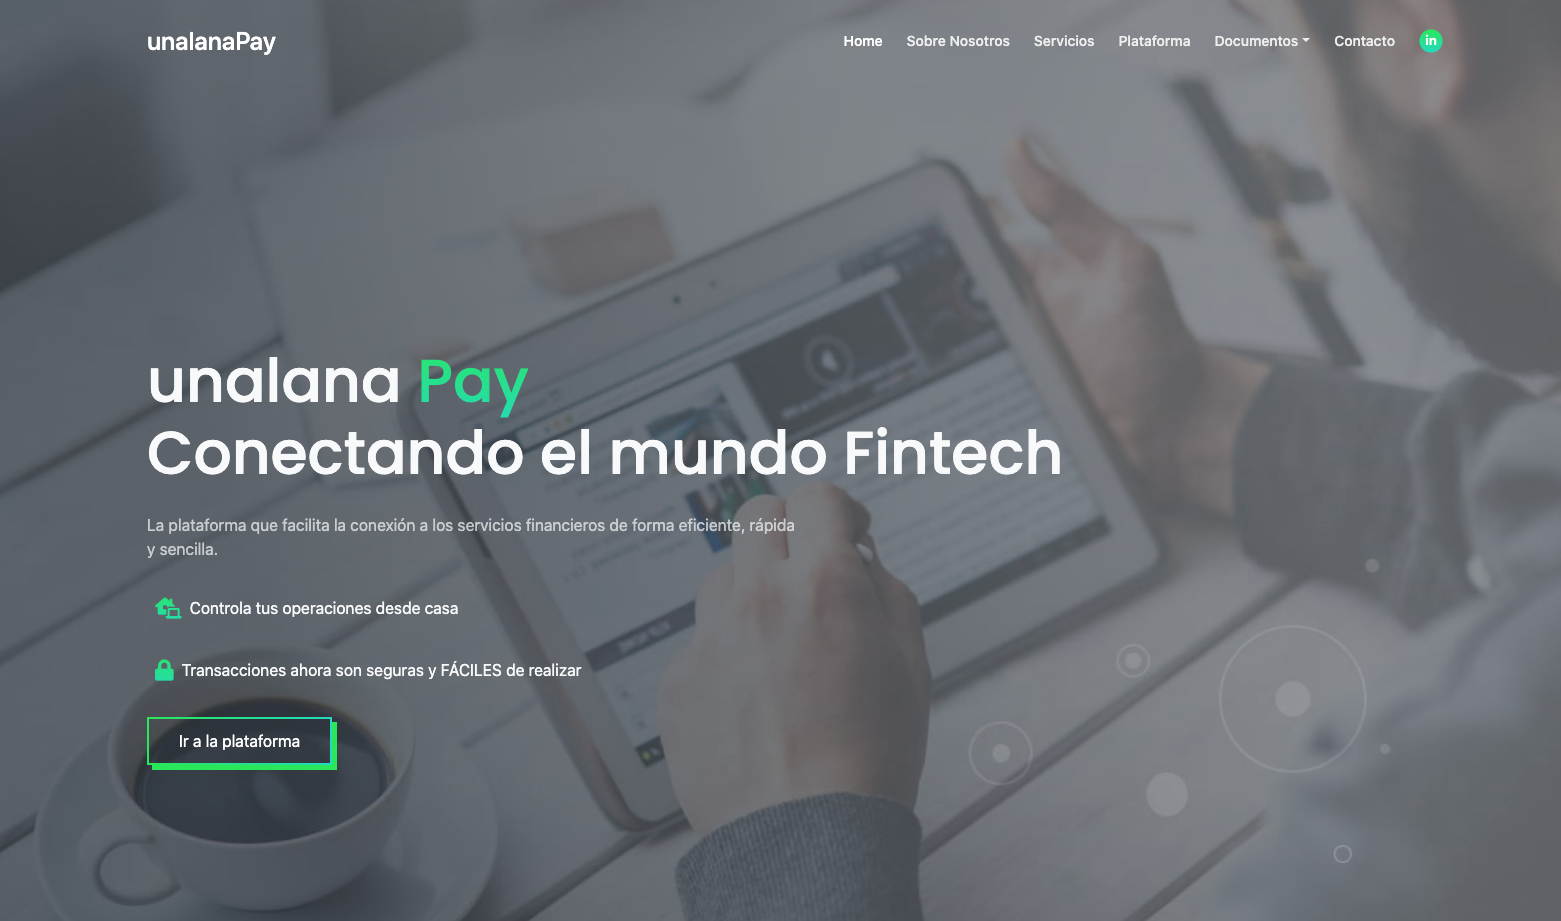 unalanaPay
Home Sobre Nosotros Servicios Plataforma Documentos Contacto in
unalana Pay
Conectando el mundo Fintech
La plataforma que facilita la conexión a los servicios financieros de forma eficiente, rápida
y sencilla.
Controla tus operaciones desde casa
Transacciones ahora son seguras y FÁCILES de realizar
Ir a la plataforma